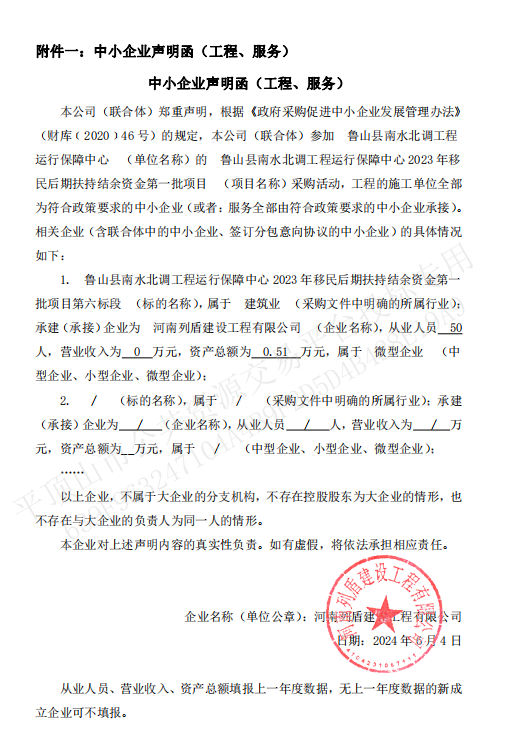 附件一：中小企业声明函（工程、服务）
中小企业声明函（工程、服务）
本公司（联合体）郑重声明，根据《政府采购促进中小企业发展管理办法》
（财库﹝2020﹞46 号）的规定，本公司（联合体）参加 鲁山县南水北调工程
运行保障中心 （单位名称）的 鲁山县南水北调工程运行保障中心 2023 年移
民后期扶持结余资金第一批项目 （项目名称）采购活动，工程的施工单位全部
为符合政策要求的中小企业（或者：服务全部由符合政策要求的中小企业承接）。
相关企业（含联合体中的中小企业、签订分包意向协议的中小企业）的具体情况
如下：
1. 鲁山县南水北调工程运行保障中心 2023 年移民后期扶持结余资金第一
批项目第六标段 （标的名称），属于 建筑业 （采购文件中明确的所属行业）；
承建（承接）企业为 河南列盾建设工程有限公司 （企业名称），从业人员 50
人，营业收入为 0 万元，资产总额为 0.51 万元，属于 微型企业 （中
型企业、小型企业、微型企业）；
2. / （标的名称），属于 / （采购文件中明确的所属行业）；承建
（承接）企业为 / （企业名称），从业人员 / 人，营业收入为 / 万
元，资产总额为__万元，属于 / （中型企业、小型企业、微型企业）；
……
以上企业，不属于大企业的分支机构，不存在控股股东为大企业的情形，也
不存在与大企业的负责人为同一人的情形。
本企业对上述声明内容的真实性负责。如有虚假，将依法承担相应责任。
企业名称（单位公章）：河南列盾建设工程有限公司
日期：2024 年 6 月 4 日
从业人员、营业收入、资产总额填报上一年度数据，无上一年度数据的新成
立企业可不填报。